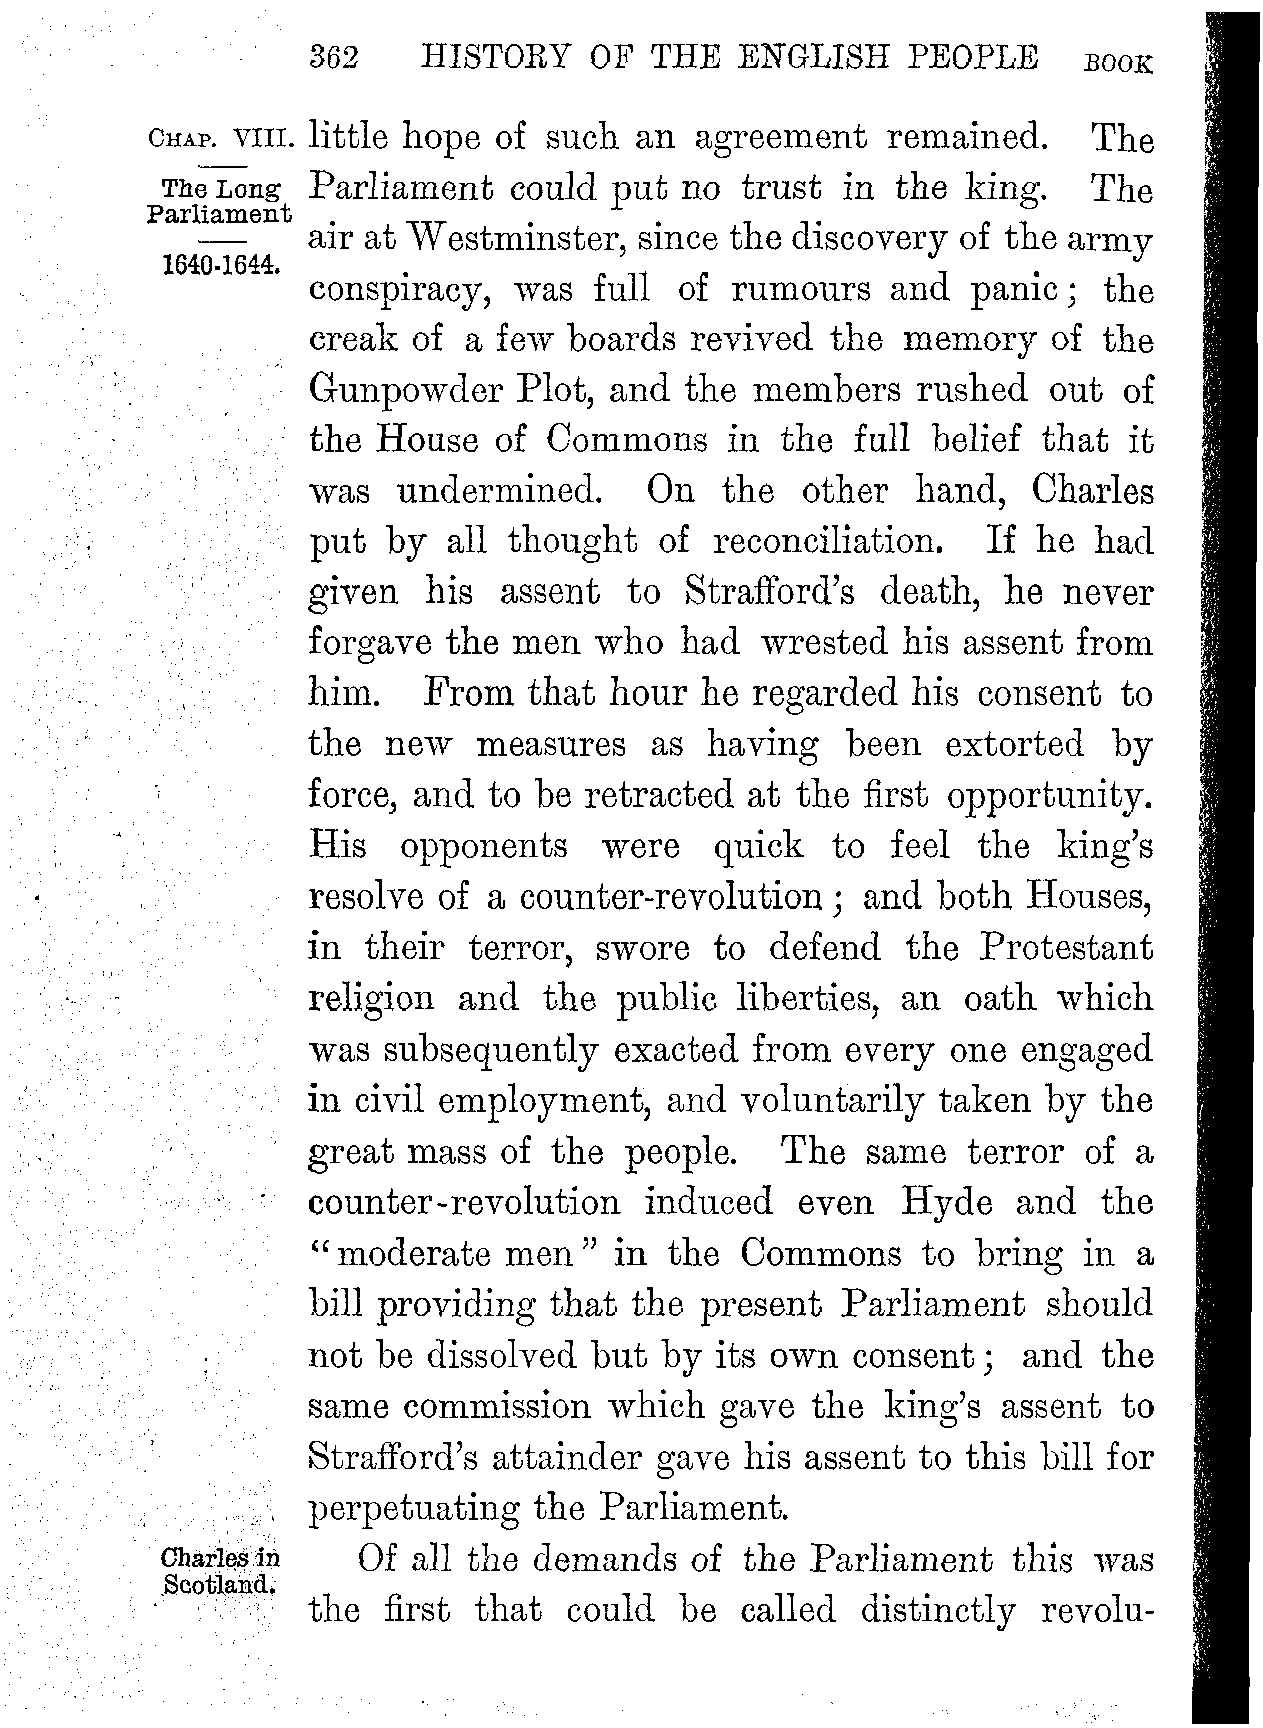 362 HISTORY OF THE ENGLISH PEOPLE BOOK
CHAP. VIII.
The Long
Parliament
1640-1644.
little hope of such an agreement remained. The
Parliament could put no trust in the king. The
air at Westminster, since the discovery of the army
conspiracy, was full of rumours and panic; the
creak of a few boards revived the memory of the
Gunpowder Plot, and the members rushed out of
the House of Commons in the full belief that it
was undermined. On the other hand, Charles
put by all thought of reconciliation. If he had
given his assent to Strafford's death, he never
forgave the men who had wrested his assent from
him. From that hour he regarded his consent to
the new measures as having been extorted by
force, and to be retracted at the first opportunity.
His opponents were quick to feel the king's
resolve of a counter-revolution; and both Houses,
in their terror, swore to defend the Protestant
religion and the public liberties, an oath which
was subsequently exacted from every one engaged
in civil employment, and voluntarily taken by the
great mass of the people. The same terror of a
counter-revolution induced even Hyde and the
"moderate men" in the Commons to bring in a
bill providing that the present Parliament should
not be dissolved but by its own consent; and the
same commission which gave the king's assent to
Strafford's attainder gave his assent to this bill for
perpetuating the Parliament.
Charles in
Scotland.
Of all the demands of the Parliament this was
the first that could be called distinctly revolu-